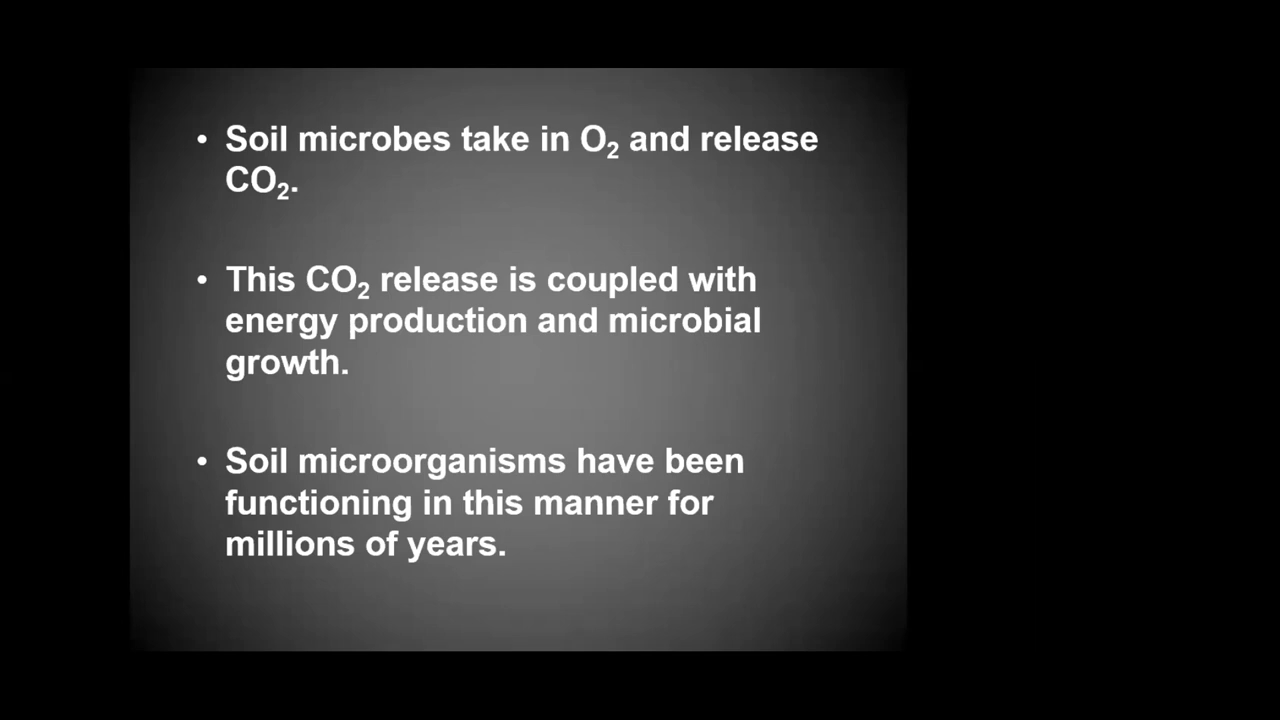 • Soil microbes take in O₂ and release
CO₂.
• This CO₂ release is coupled with
energy production and microbial
growth.
• Soil microorganisms have been
functioning in this manner for
millions of years.